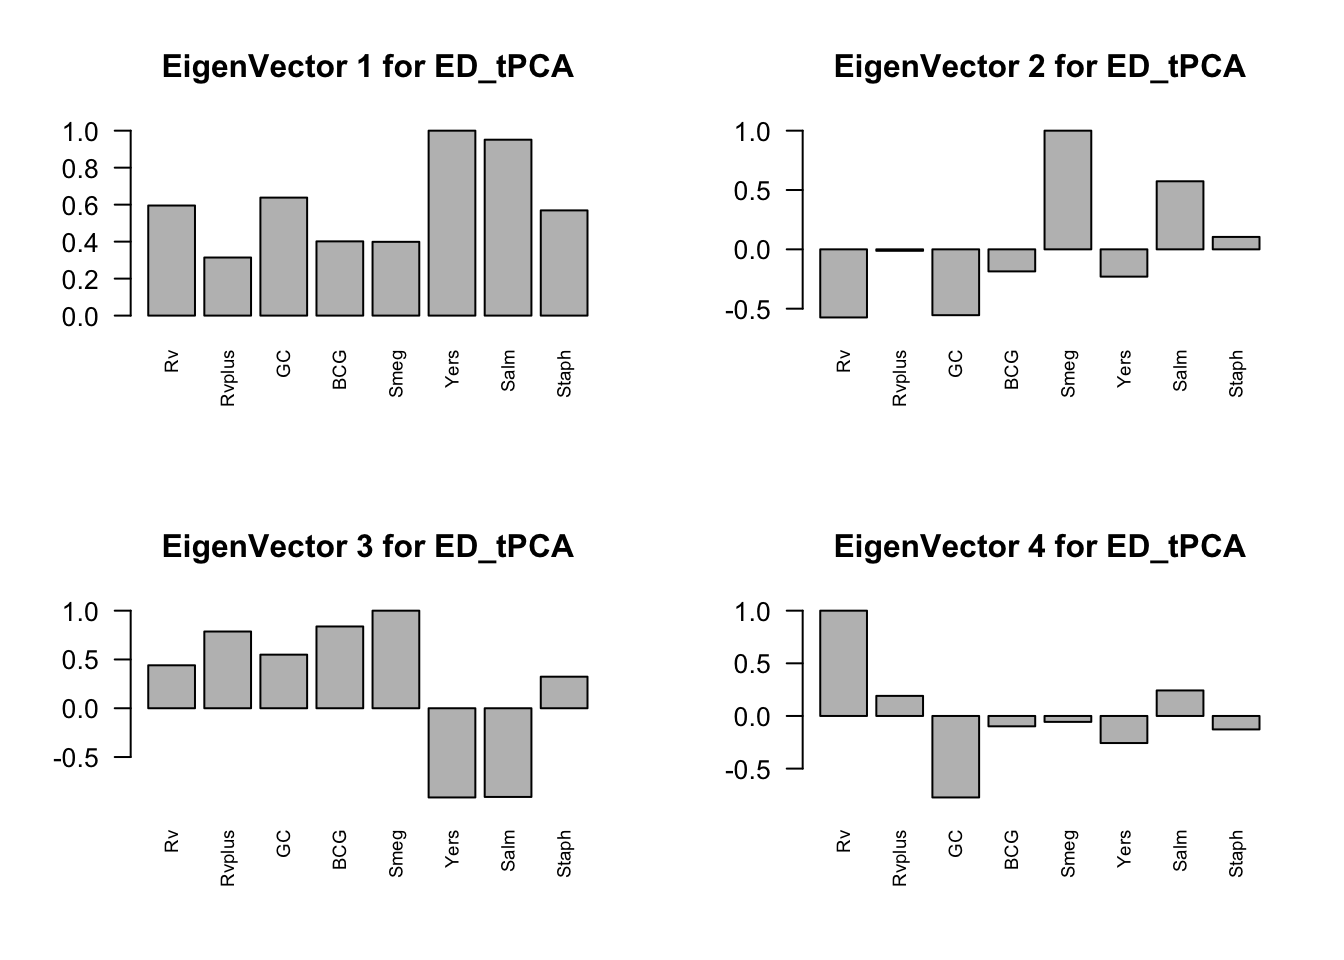 EigenVector 1 for ED_tPCA
1.0
0.8
0.6
0.4
0.2
0.0
Rv
Rvplus
GC
BCG
Smeg
Yers
Salm
Staph
EigenVector 2 for ED_tPCA
1.0
0.5
0.0
-0.5
Rv
Rvplus
GC
BCG
Smeg
Yers
Salm
Staph
EigenVector 3 for ED_tPCA
1.0
0.5
0.0
-0.5
Rv
Rvplus
GC
BCG
Smeg
Yers
Salm
Staph
EigenVector 4 for ED_tPCA
1.0
0.5
0.0
-0.5
Rv
Rvplus
GC
BCG
Smeg
Yers
Salm
Staph